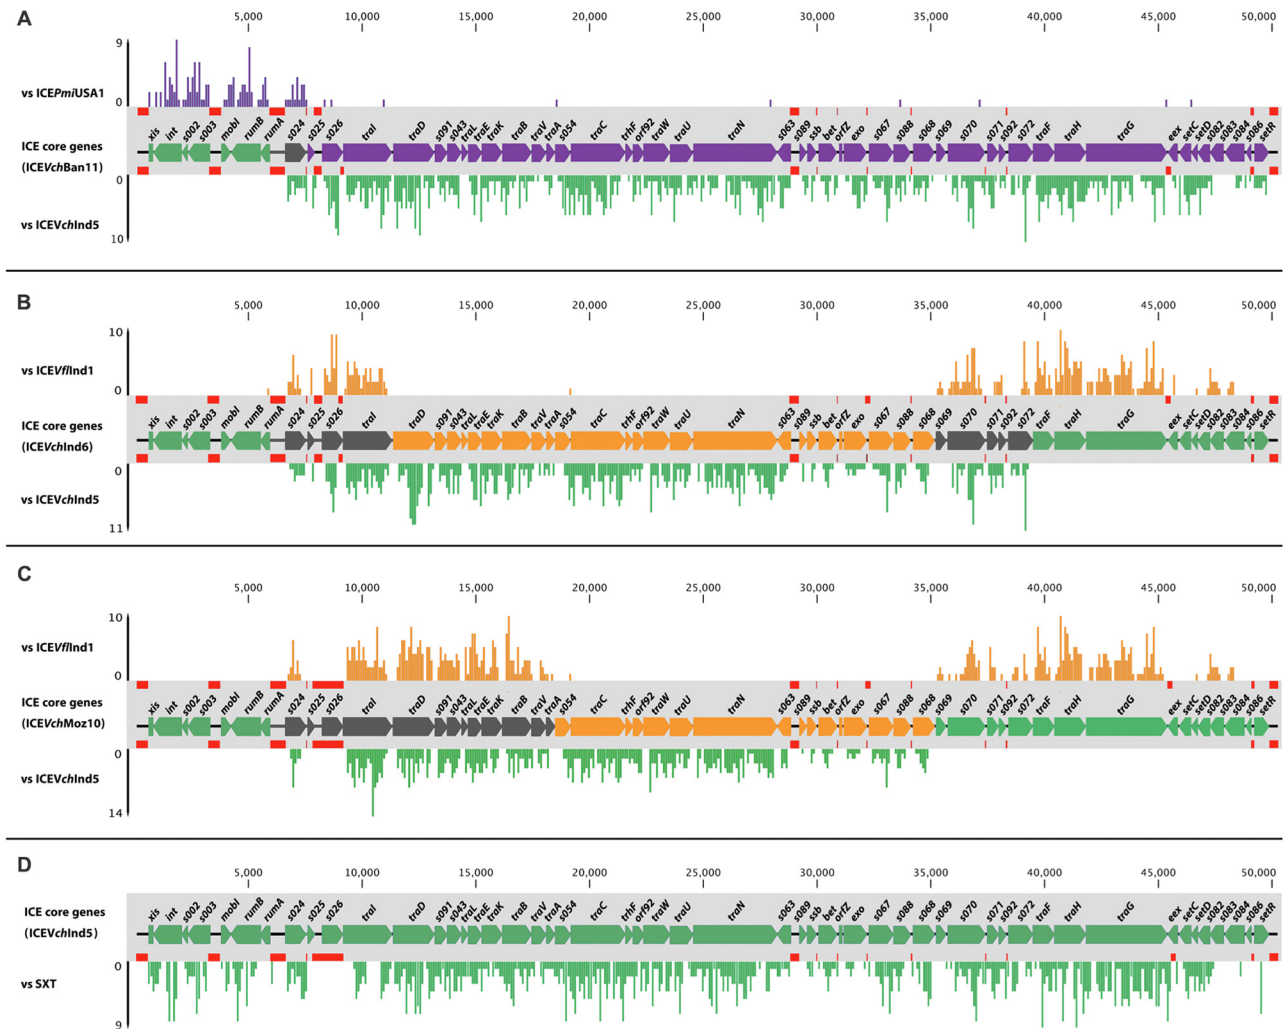 A
5,000 10,000 15,000 20,000 25,000 30,000 35,000 40,000 45,000 50,000
9
vs ICEPmiUSA1
0
xis int s002 s003 mobI rumB rumA s024 s025 s026 traI traD s091 s043 traL traE traK traB traV traA s054 traC trhF orf92 traW traU traN s063 s089 ssb bet orfZ exo s067 s088 s068 s069 s070 s071 s092 s072 traF traH traG eex setC setD s082 s083 s084 s086 setR
ICE core genes
(ICEVchBan11)
0
vs ICEVchInd5
10
B
5,000 10,000 15,000 20,000 25,000 30,000 35,000 40,000 45,000 50,000
10
vs ICEVflInd1
0
xis int s002 s003 mobI rumB rumA s024 s025 s026 traI traD s091 s043 traL traE traK traB traV traA s054 traC trhF orf92 traW traU traN s063 s089 ssb bet orfZ exo s067 s088 s068 s069 s070 s071 s092 s072 traF traH traG eex setC setD s082 s083 s084 s086 setR
ICE core genes
(ICEVchInd6)
0
vs ICEVchInd5
11
C
5,000 10,000 15,000 20,000 25,000 30,000 35,000 40,000 45,000 50,000
10
vs ICEVflInd1
0
xis int s002 s003 mobI rumB rumA s024 s025 s026 traI traD s091 s043 traL traE traK traB traV traA s054 traC trhF orf92 traW traU traN s063 s089 ssb bet orfZ exo s067 s088 s068 s069 s070 s071 s092 s072 traF traH traG eex setC setD s082 s083 s084 s086 setR
ICE core genes
(ICEVchMoz10)
0
vs ICEVchInd5
14
D
5,000 10,000 15,000 20,000 25,000 30,000 35,000 40,000 45,000 50,000
xis int s002 s003 mobI rumB rumA s024 s025 s026 traI traD s091 s043 traL traE traK traB traV traA s054 traC trhF orf92 traW traU traN s063 s089 ssb bet orfZ exo s067 s088 s068 s069 s070 s071 s092 s072 traF traH traG eex setC setD s082 s083 s084 s086 setR
ICE core genes
(ICEVchInd5)
0
vs SXT
9